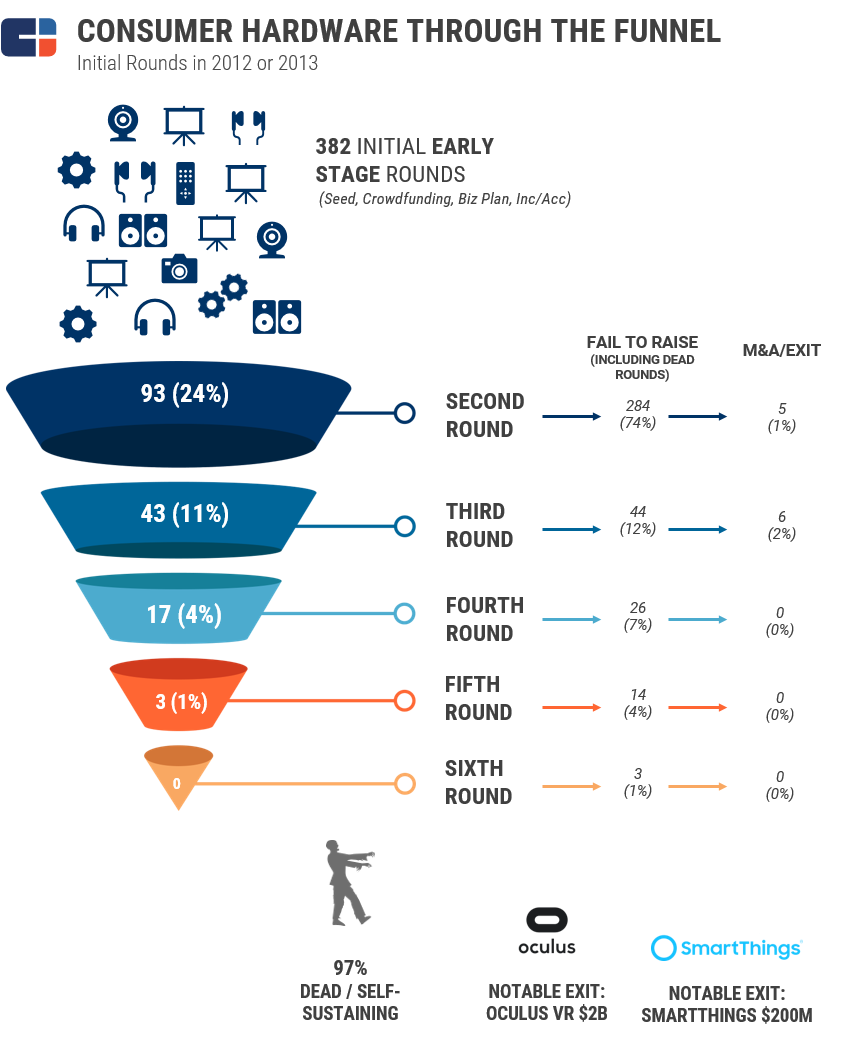 CONSUMER HARDWARE THROUGH THE FUNNEL
Initial Rounds in 2012 or 2013
382 INITIAL EARLY
STAGE ROUNDS
(Seed, Crowdfunding, Biz Plan, Inc/Acc)
FAIL TO RAISE
(INCLUDING DEAD
ROUNDS)
M&A/EXIT
93 (24%)
SECOND
ROUND
284
(74%)
5
(1%)
43 (11%)
THIRD
ROUND
44
(12%)
6
(2%)
17 (4%)
FOURTH
ROUND
26
(7%)
0
(0%)
3 (1%)
FIFTH
ROUND
14
(4%)
0
(0%)
0
SIXTH
ROUND
3
(1%)
0
(0%)
97%
DEAD / SELF-
SUSTAINING
oculus
NOTABLE EXIT:
OCULUS VR $2B
SmartThings
NOTABLE EXIT:
SMARTTHINGS $200M